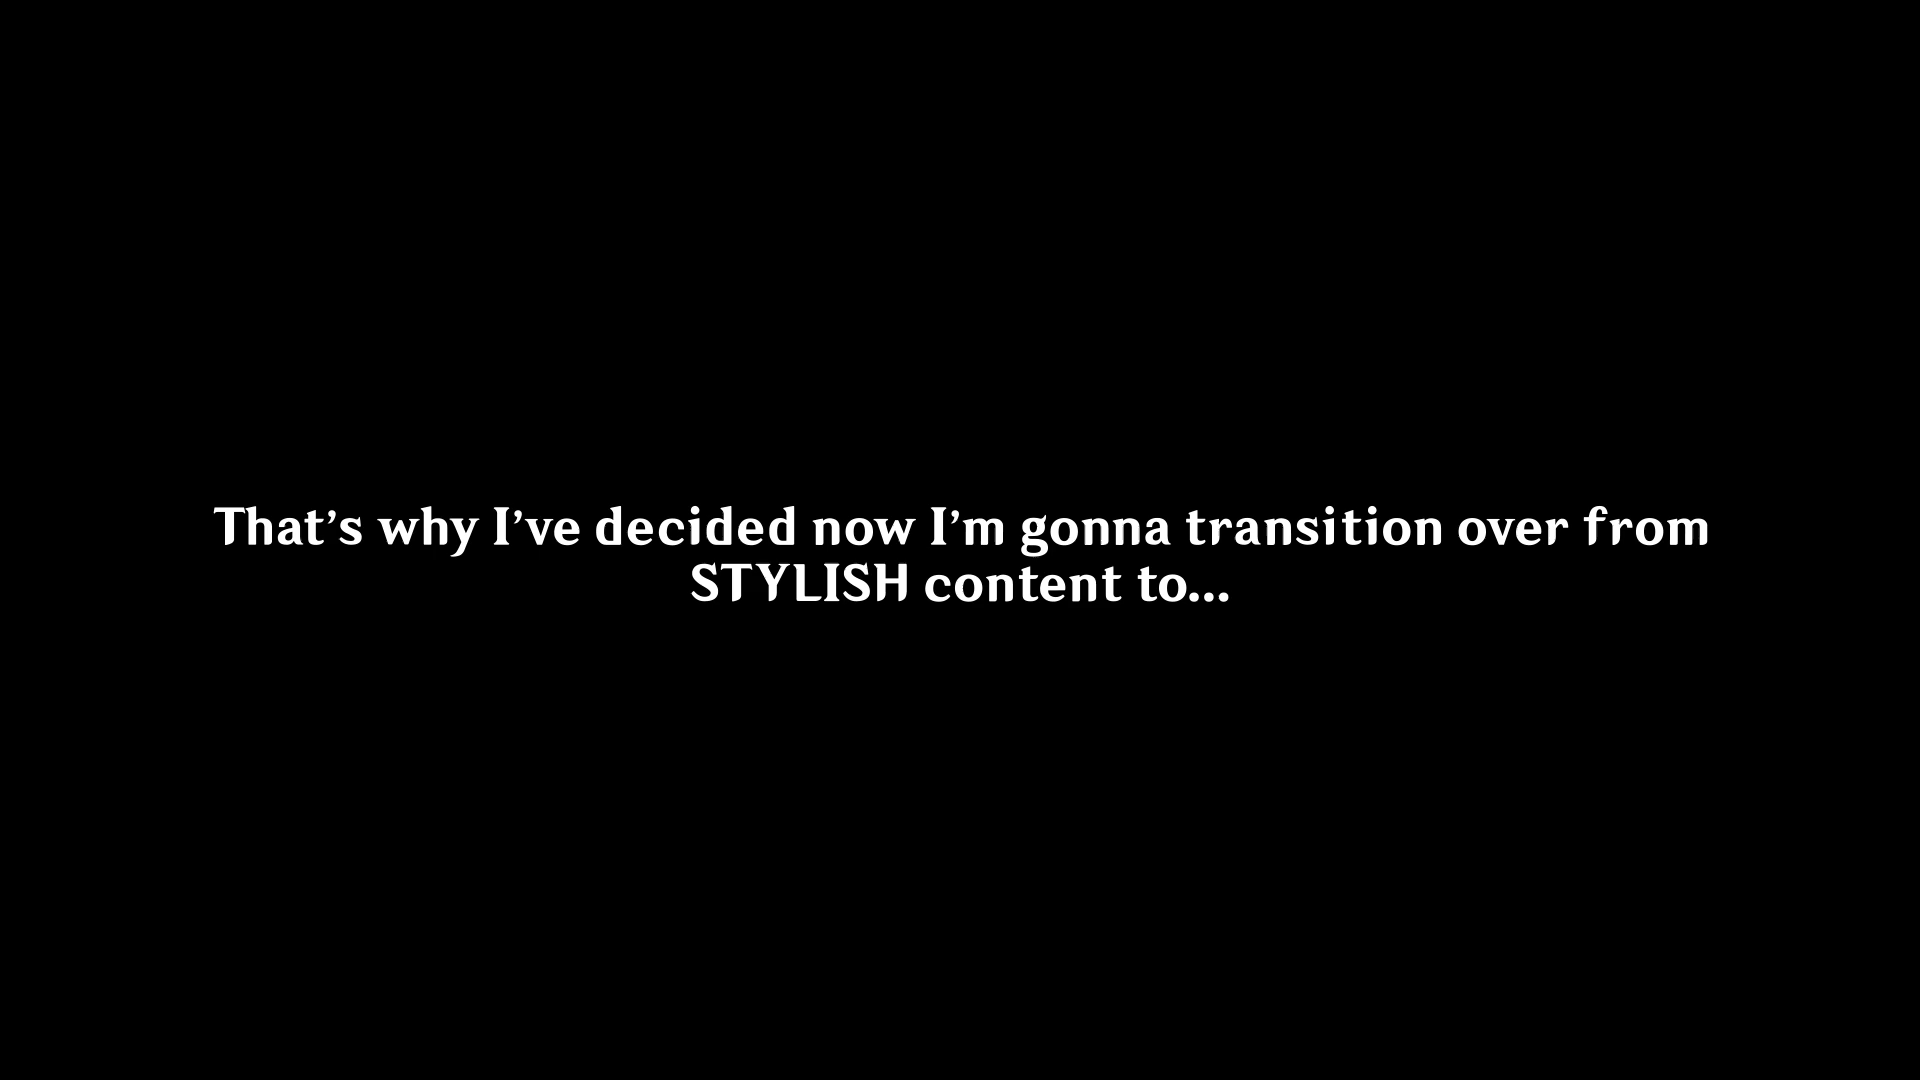 That’s why I’ve decided now I’m gonna transition over from
STYLISH content to...